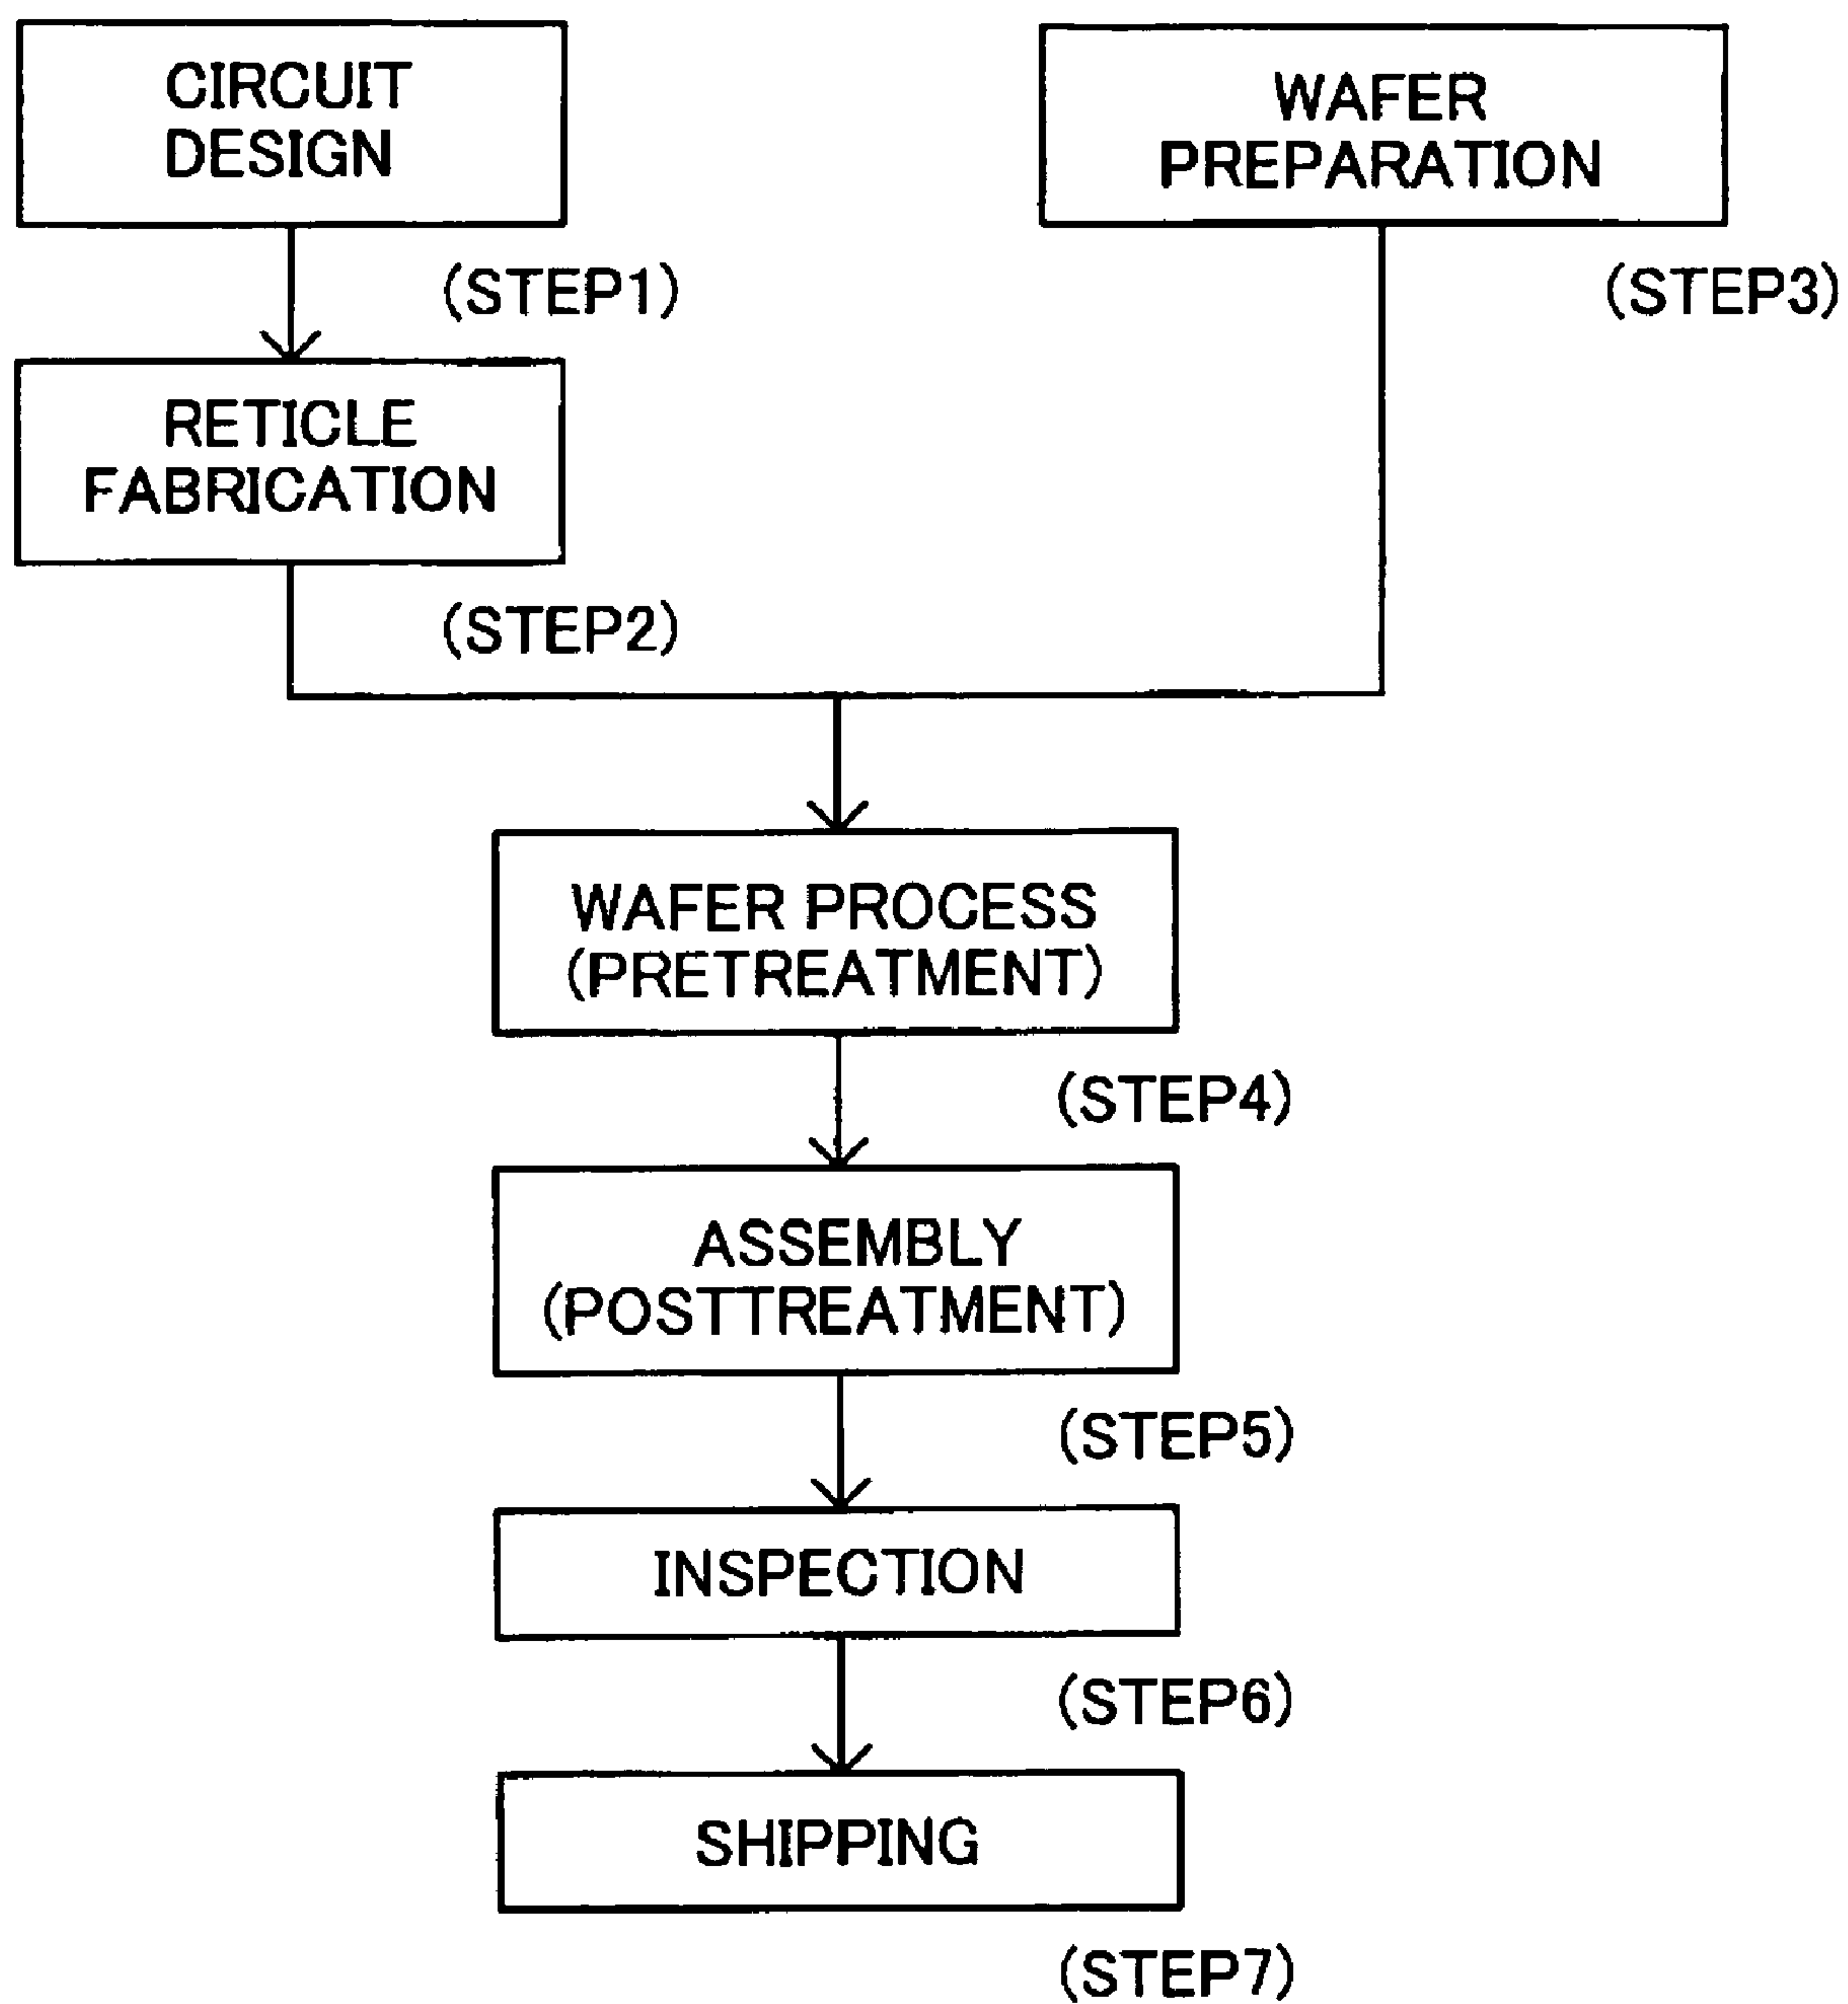 CIRCUIT
DESIGN
(STEP1)
RETICLE
FABRICATION
(STEP2)
WAFER
PREPARATION
(STEP3)
WAFER PROCESS
(PRETREATMENT)
(STEP4)
ASSEMBLY
(POSTTREATMENT)
(STEP5)
INSPECTION
(STEP6)
SHIPPING
(STEP7)